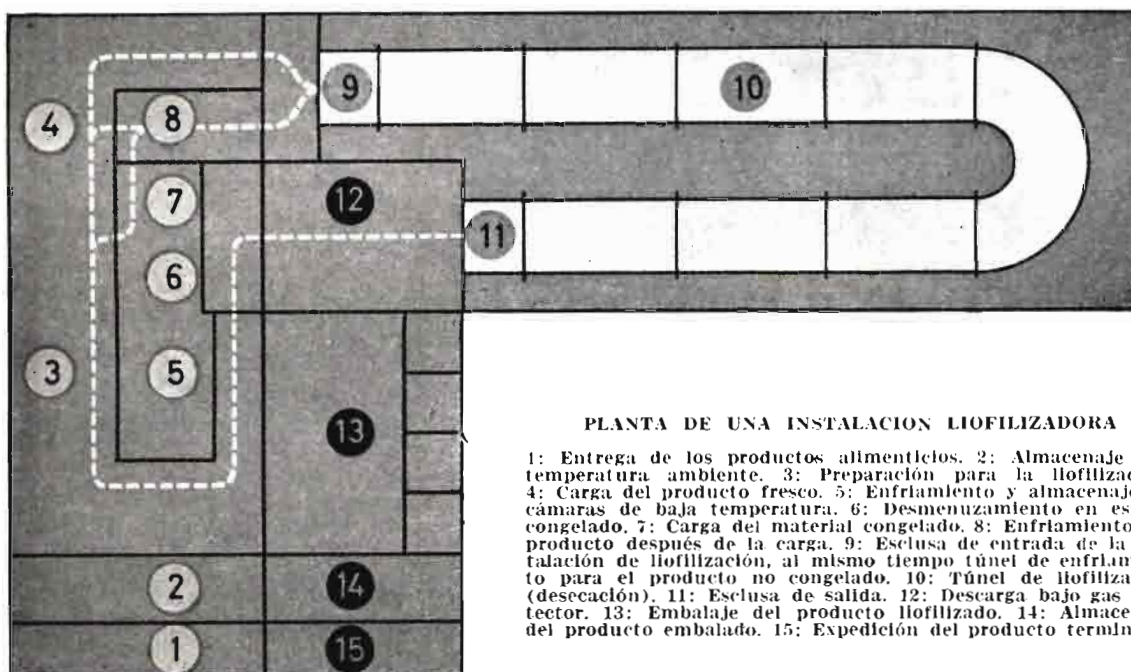 9
10
4
8
7
12
11
6
3
5
13
2
14
1
15
PLANTA DE UNA INSTALACION LIOFILIZADORA
1: Entrega de los productos alimenticios. 2: Almacenaje
temperatura ambiente. 3: Preparación para la liofiliza
4: Carga del producto fresco. 5: Enfriamiento y almacenaj
cámaras de baja temperatura. 6: Desmenuzamiento en es
congelado. 7: Carga del material congelado. 8: Enfriamiento
producto después de la carga. 9: Esclusa de entrada de la
talación de liofilización, al mismo tiempo túnel de enfriam
to para el producto no congelado. 10: Túnel de liofiliza
(desecación). 11: Esclusa de salida. 12: Descarga bajo gas
tector. 13: Embalaje del producto liofilizado. 14: Almace
del producto embalado. 15: Expedición del producto termin